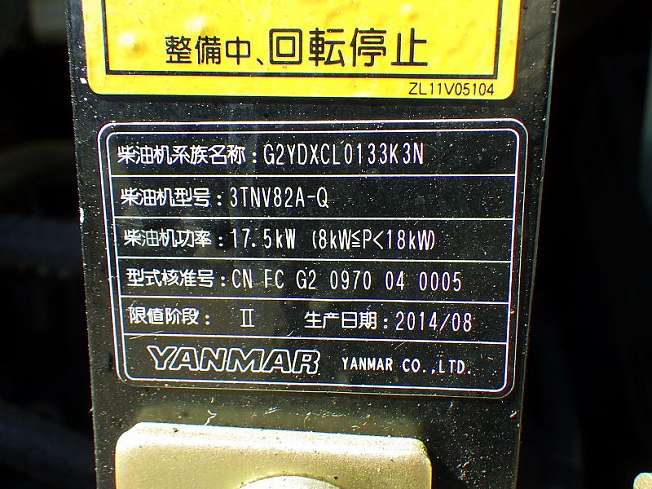 整備中、回転停止
ZL11V05104
柴油机系族名称：G2YDXCL0133K3N
柴油机型号：3TNV82A-Q
柴油机功率：17.5kW (8kW≦P<18kW)
型式核准号：CN FC G2 0970 04 0005
限值阶段： Ⅱ 生产日期：2014/08
YANMAR YANMAR CO.,LTD.